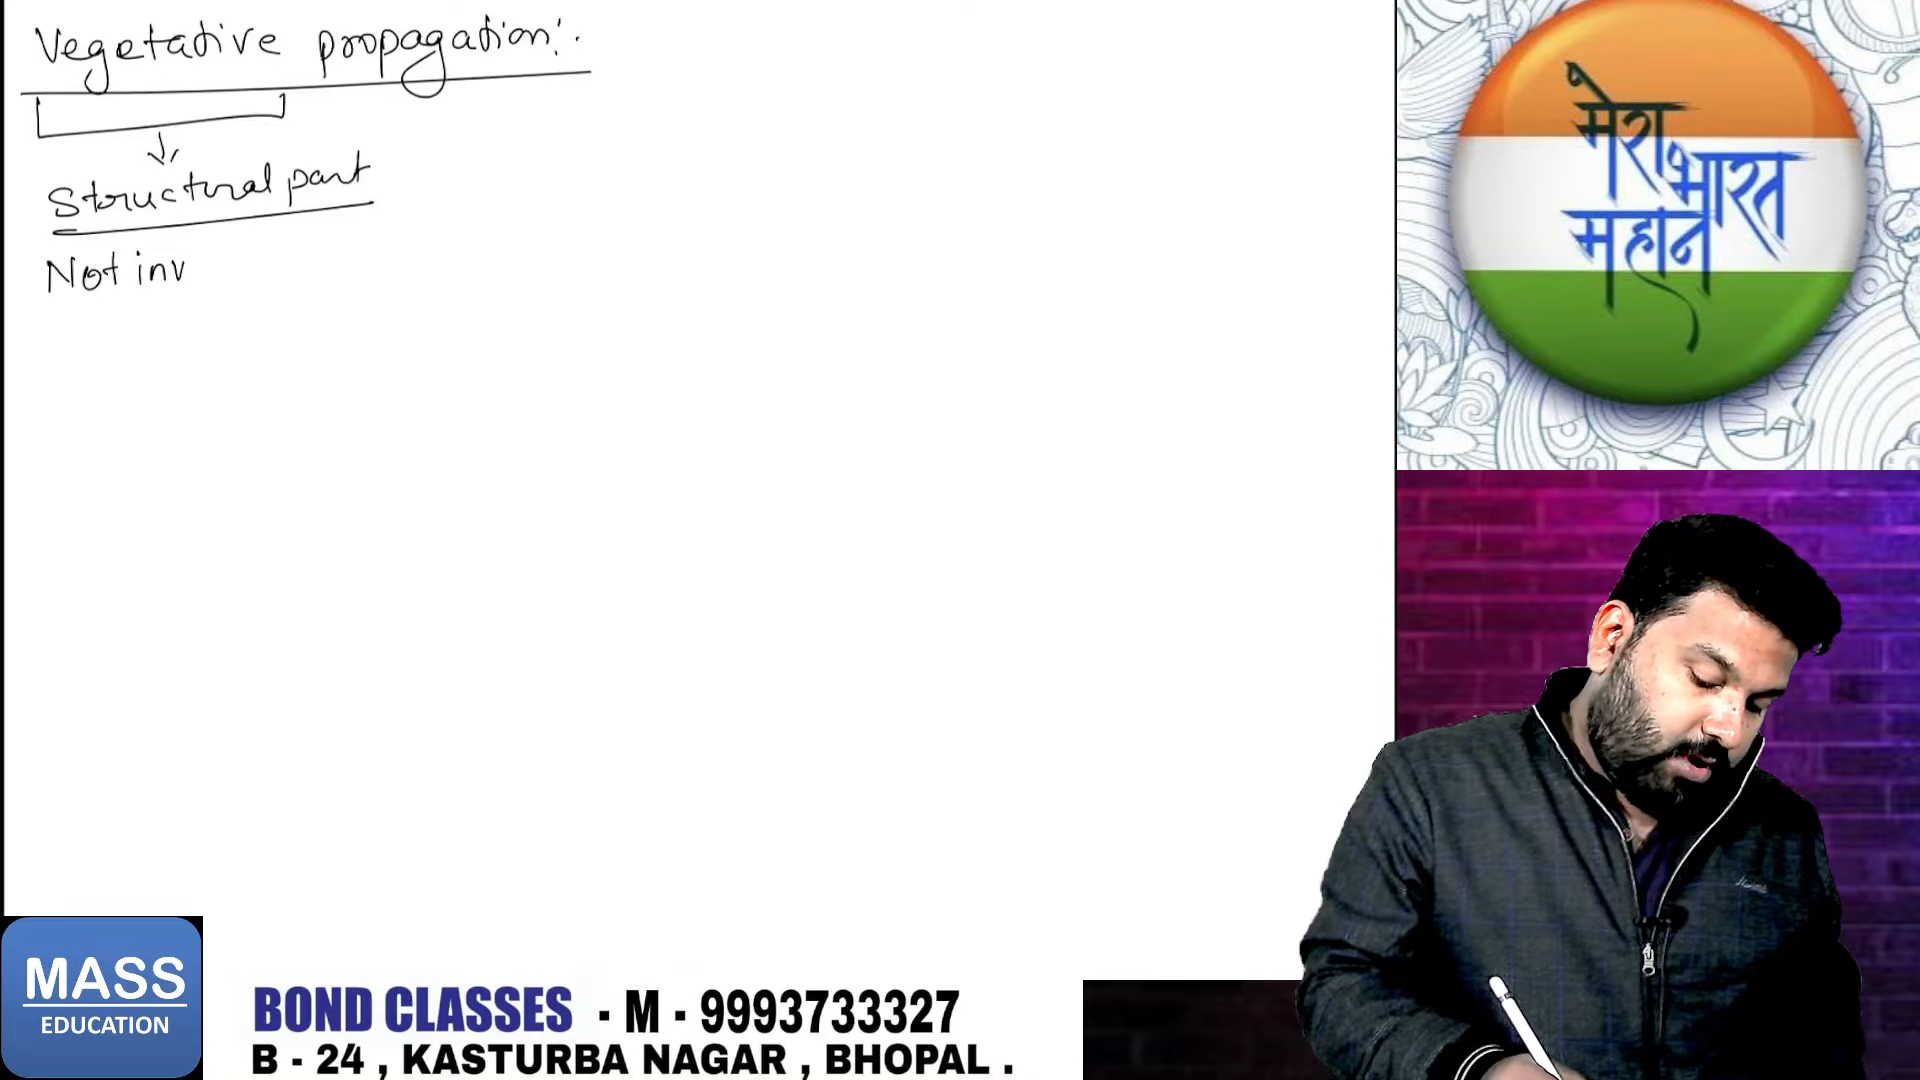 Vegetative propagation:
Structural part
Not inv
मेरा
भारत
महान
MASS
EDUCATION
BOND CLASSES - M - 9993733327
B - 24 , KASTURBA NAGAR , BHOPAL .